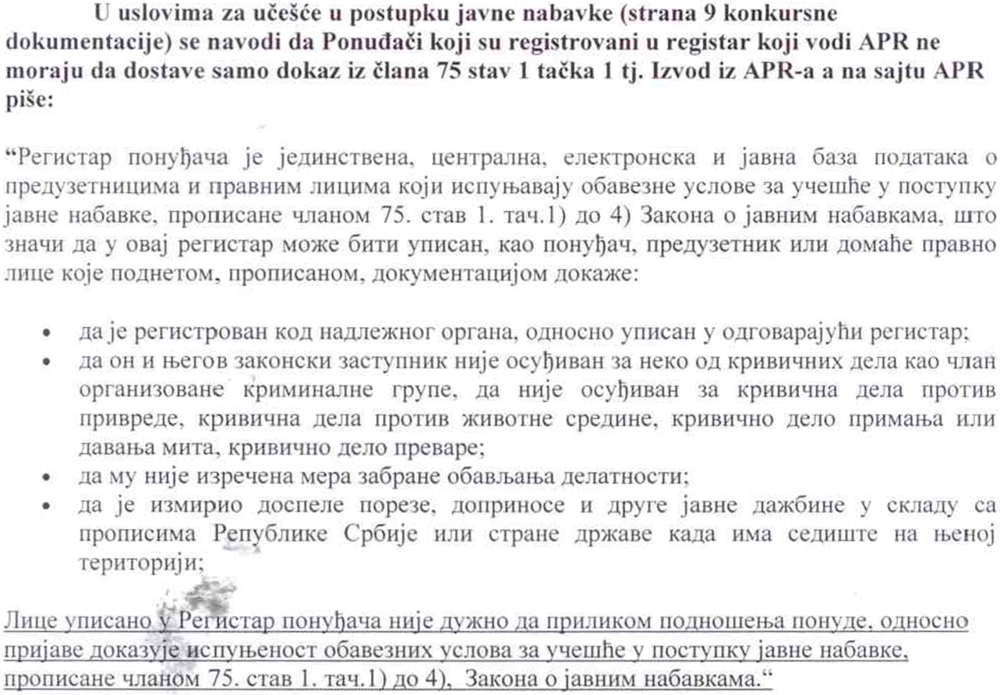 U uslovima za učešće u postupku javne nabavke (strana 9 konkursne
dokumentacije) se navodi da Ponuđači koji su registrovani u registar koji vodi APR ne
moraju da dostave samo dokaz iz člana 75 stav 1 tačka 1 tj. Izvod iz APR-a a na sajtu APR
piše:
“Регистар понуђача је јединствена, централна, електронска и јавна база података о
предузетницима и правним лицима који испуњавају обавезне услове за учешће у поступку
јавне набавке, прописане чланом 75. став 1. тач.1) до 4) Закона о јавним набавкама, што
значи да у овај регистар може бити уписан, као понуђач, предузетник или домаће правно
лице које поднетом, прописаном, документацијом докаже:
• да је регистрован код надлежног органа, односно уписан у одговарајући регистар;
• да он и његов законски заступник није осуђиван за неко од кривичних дела као члан
организоване криминалне групе, да није осуђиван за кривична дела против
привреде, кривична дела против животне средине, кривично дело примања или
давања мита, кривично дело преваре;
• да му није изречена мера забране обављања делатности;
• да је измирио доспеле порезе, доприносе и друге јавне дажбине у складу са
прописима Републике Србије или стране државе када има седиште на њеној
територији;
Лице уписано у Регистар понуђача није дужно да приликом подношења понуде, односно
пријаве доказује испуњеност обавезних услова за учешће у поступку јавне набавке,
прописане чланом 75. став 1. тач.1) до 4), Закона о јавним набавкама.“